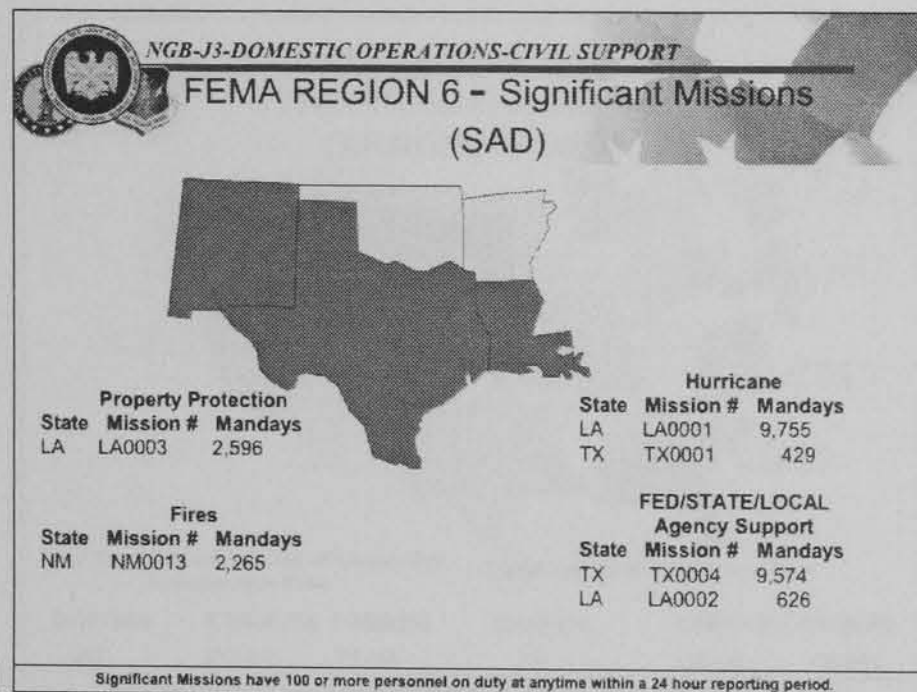 NGB-J3-DOMESTIC OPERATIONS-CIVIL SUPPORT
FEMA REGION 6 - Significant Missions
(SAD)
Property Protection
State Mission # Mandays
LA LA0003 2,596
Fires
State Mission # Mandays
NM NM0013 2,265
Hurricane
State Mission # Mandays
LA LA0001 9,755
TX TX0001 429
FED/STATE/LOCAL
Agency Support
State Mission # Mandays
TX TX0004 9,574
LA LA0002 626
Significant Missions have 100 or more personnel on duty at anytime within a 24 hour reporting period.